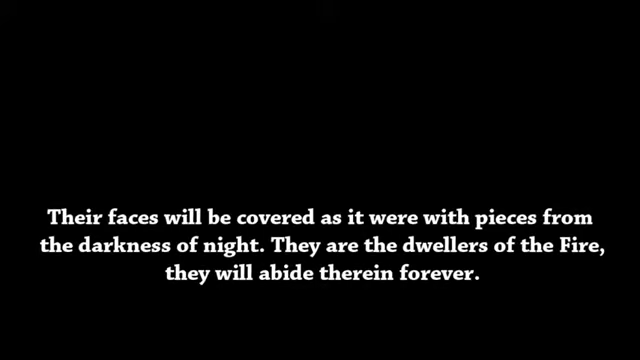 Their faces will be covered as it were with pieces from
the darkness of night. They are the dwellers of the Fire,
they will abide therein forever.